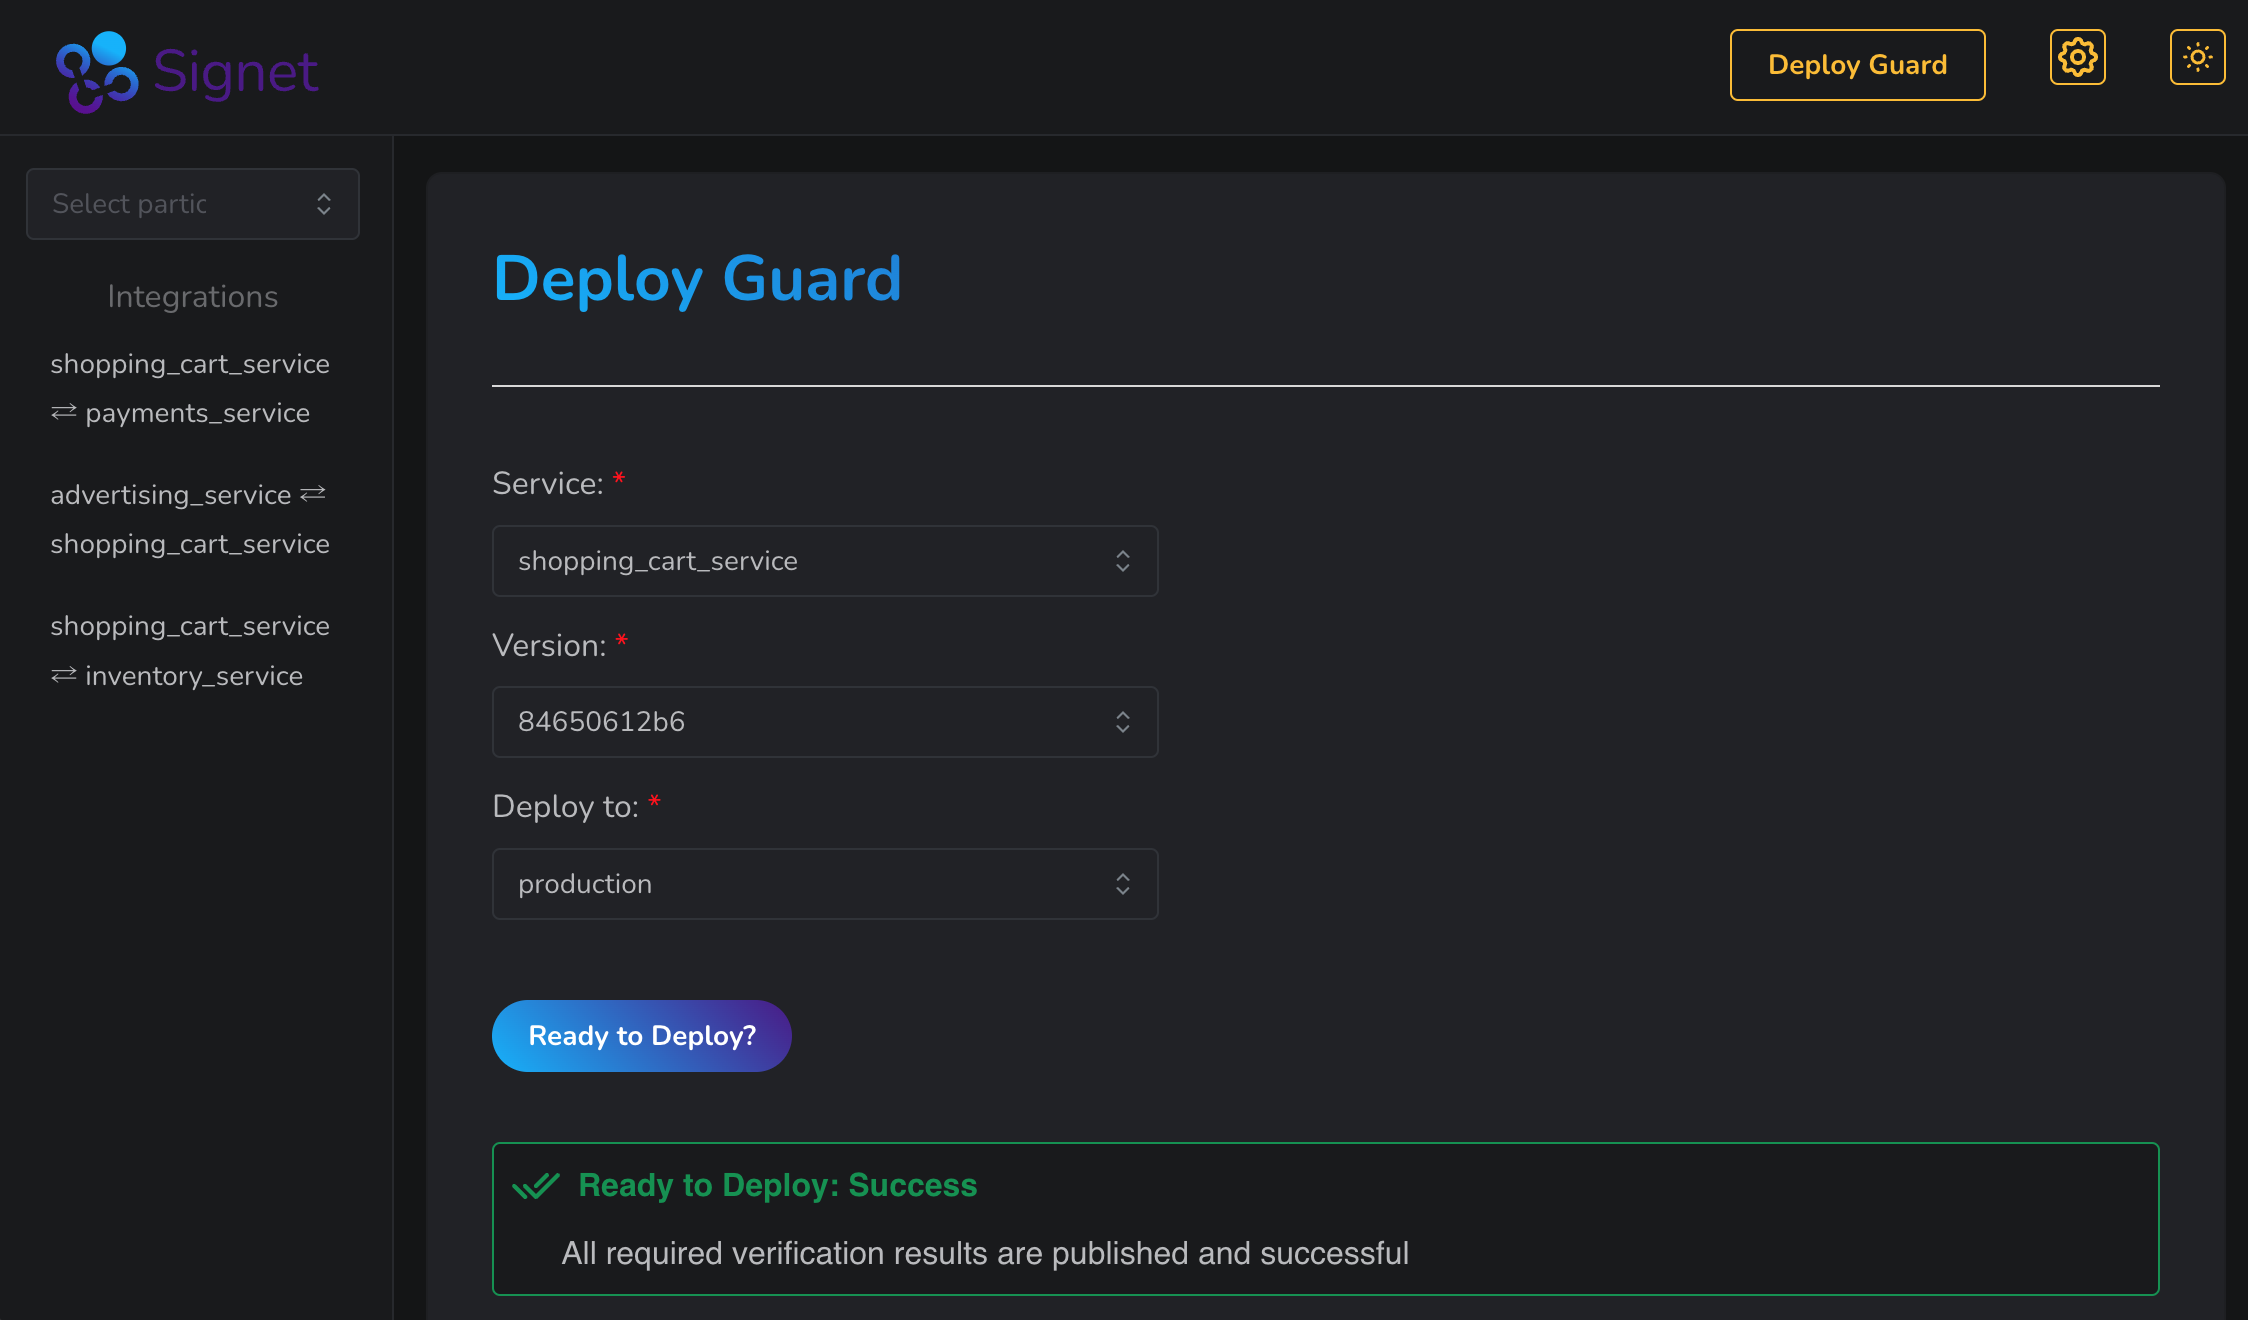 Signet
Deploy Guard
Select partic
Integrations
shopping_cart_service
⇄ payments_service
advertising_service ⇄
shopping_cart_service
shopping_cart_service
⇄ inventory_service
Deploy Guard
Service: *
shopping_cart_service
Version: *
84650612b6
Deploy to: *
production
Ready to Deploy?
Ready to Deploy: Success
All required verification results are published and successful